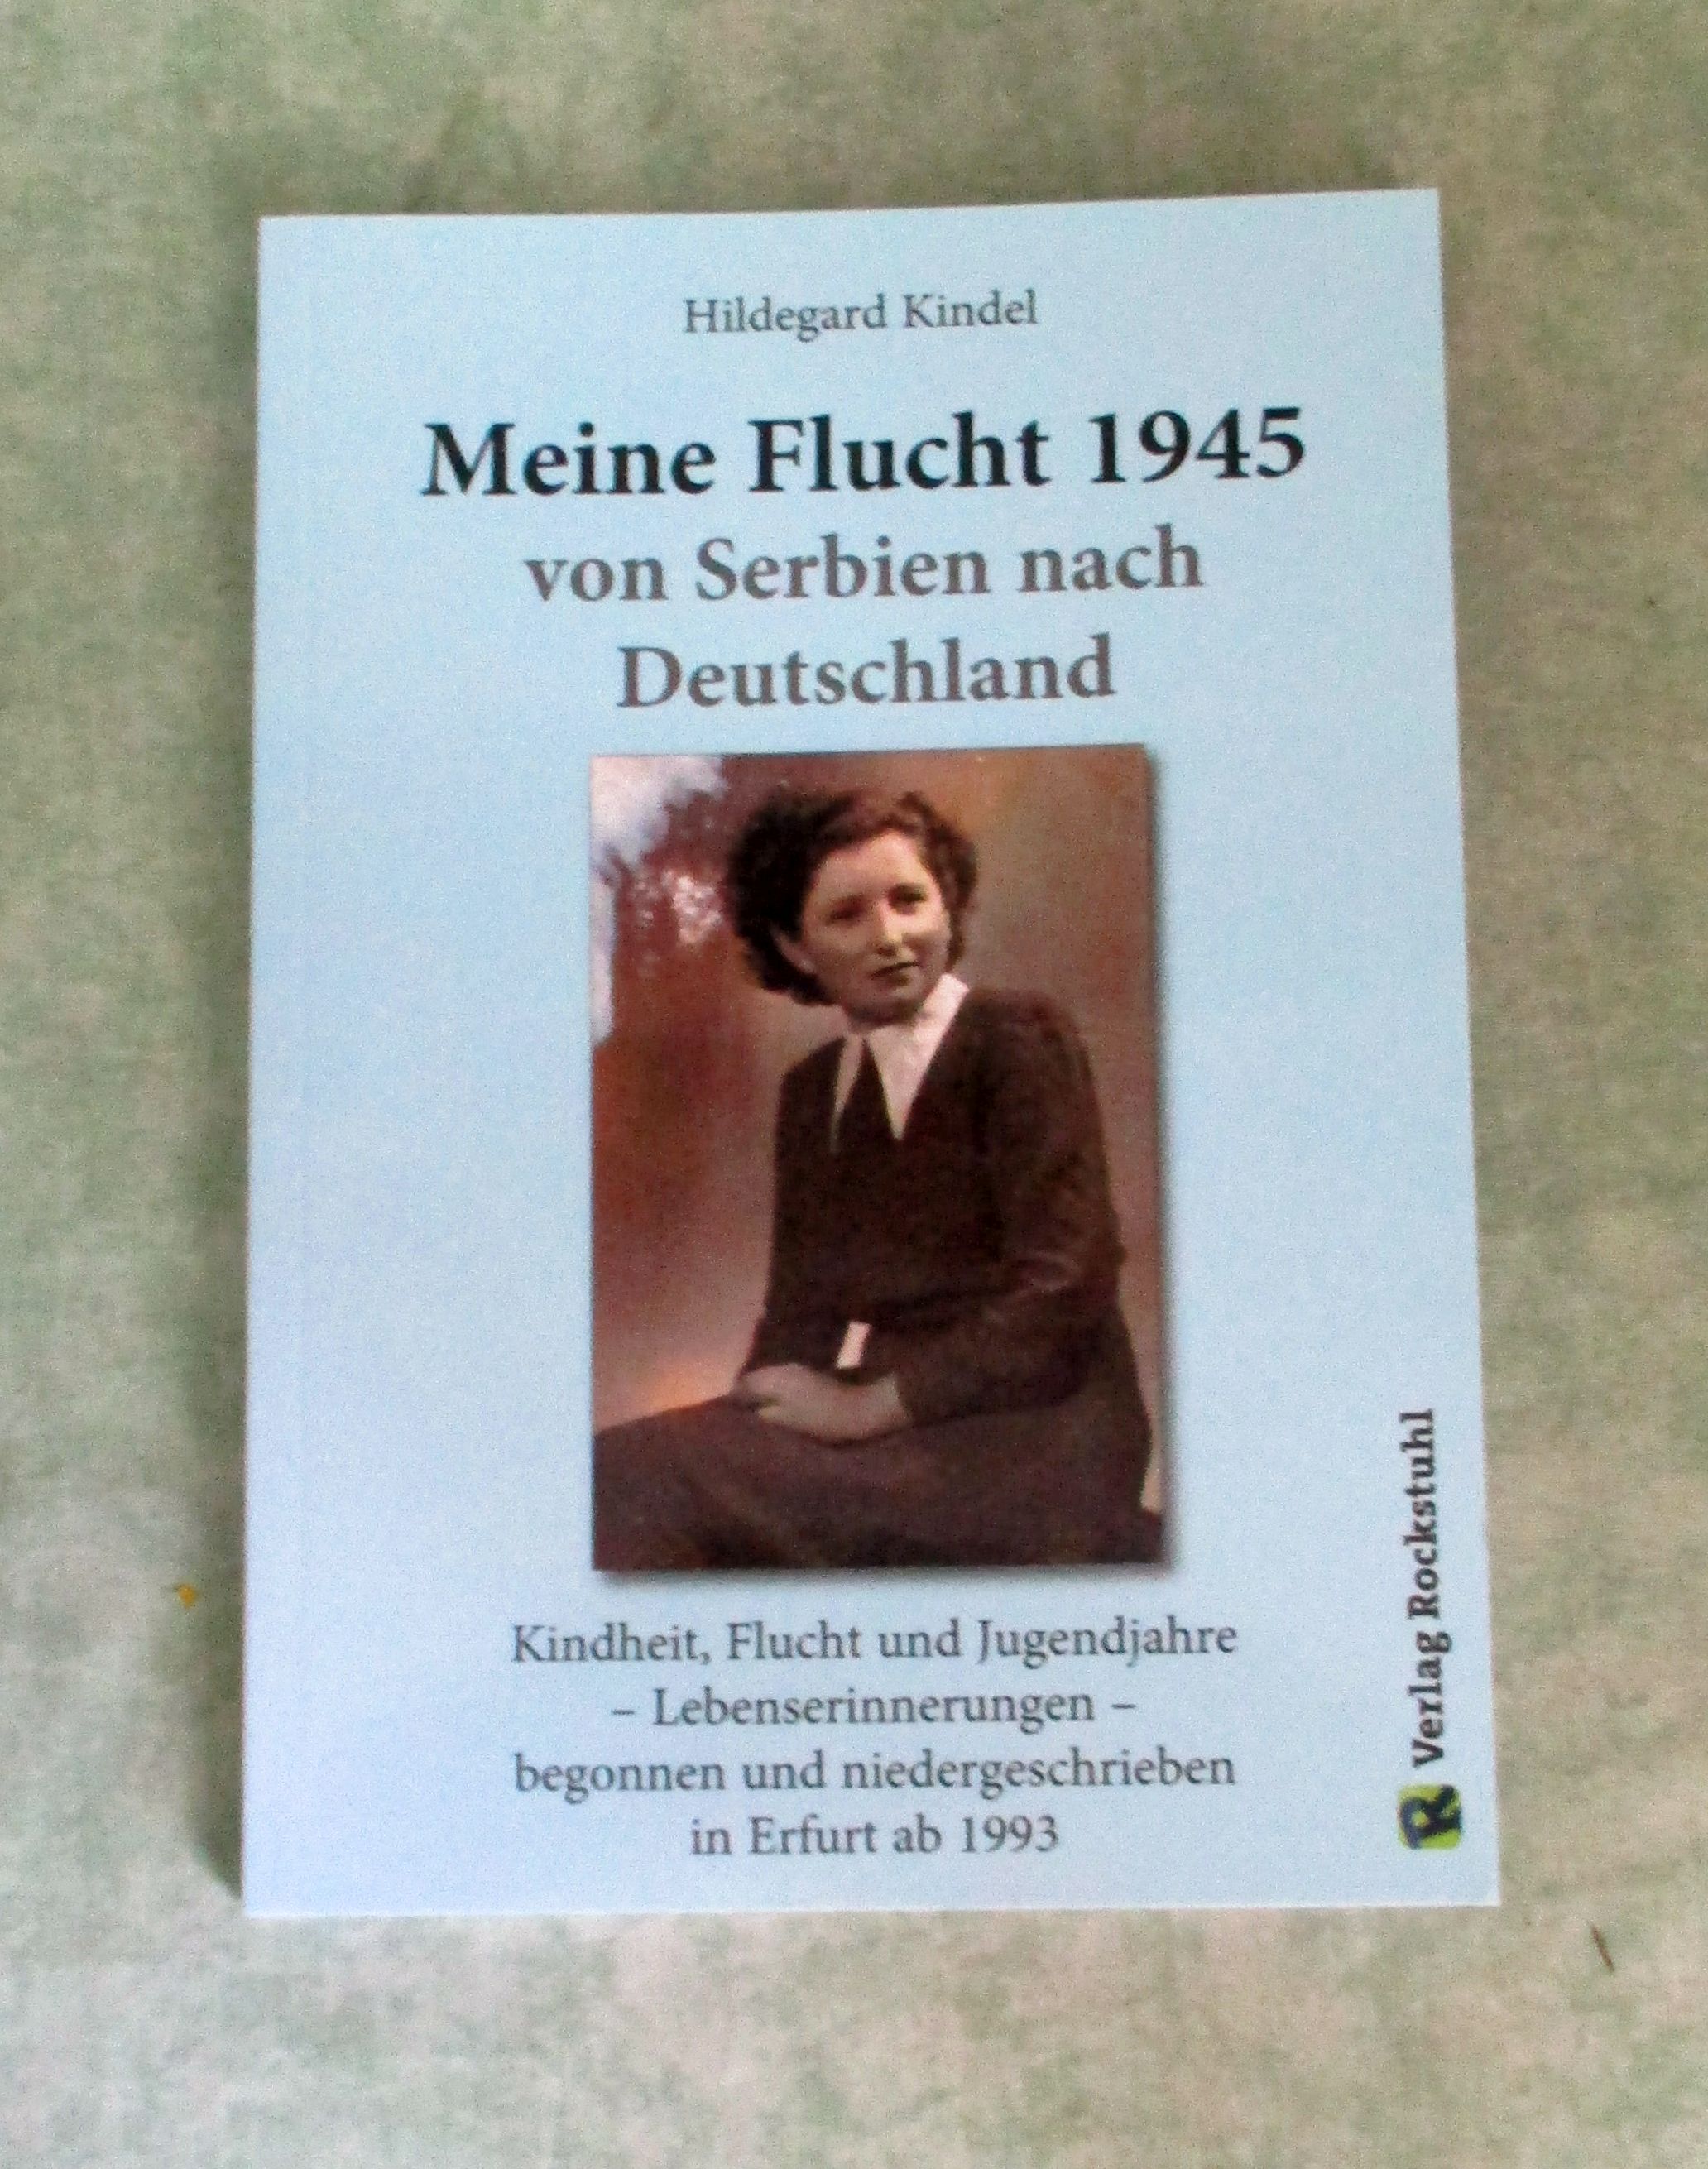 Hildegard Kindel
Meine Flucht 1945
von Serbien nach
Deutschland
Kindheit, Flucht und Jugendjahre
– Lebenserinnerungen –
begonnen und niedergeschrieben
in Erfurt ab 1993
R Verlag Rockstuhl